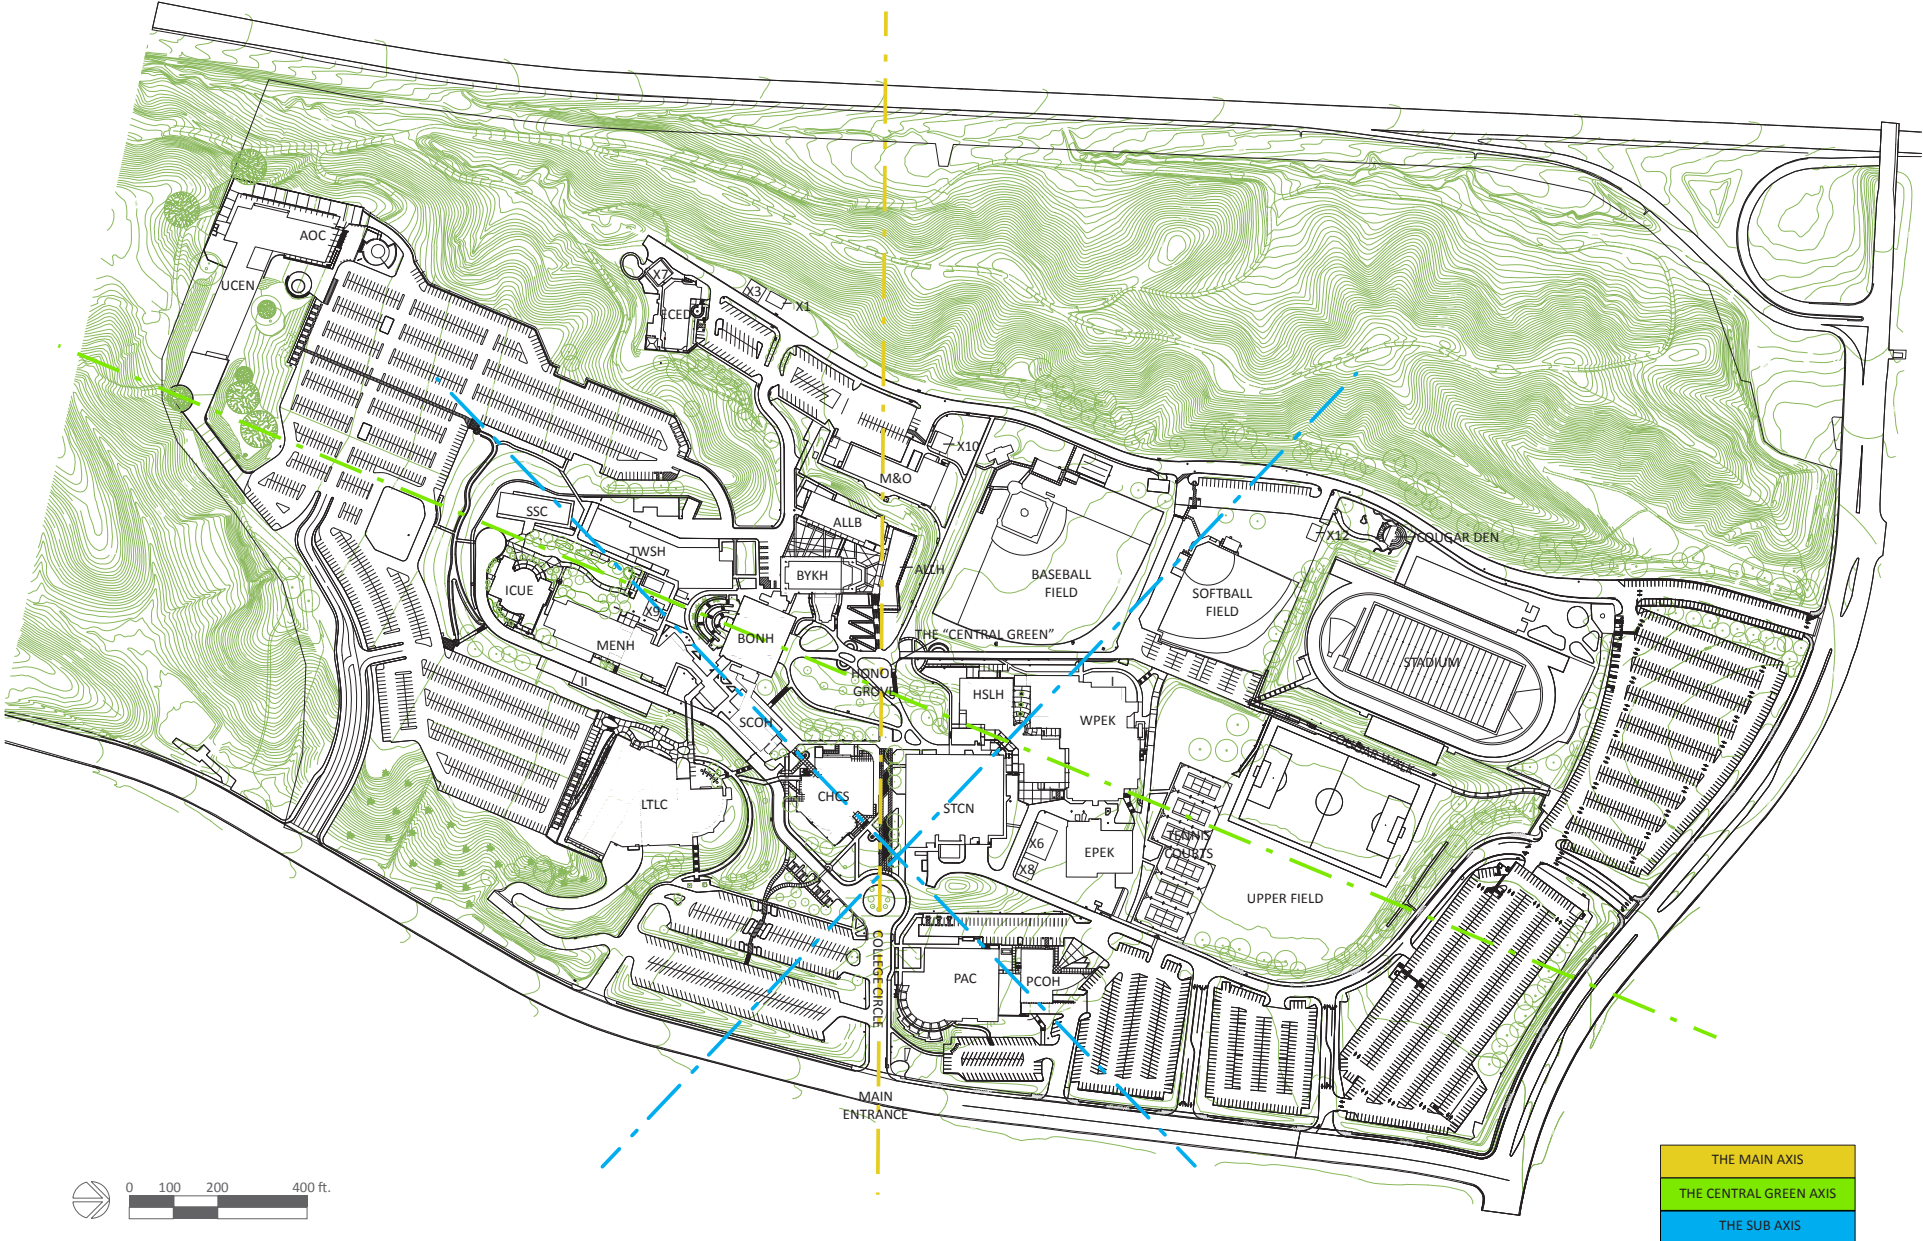 AOC
UCEN
X7
X3
X1
ECED
X10
M&O
SSC
ALLB
TWSH
X12
COUGAR DEN
BYKH
ALLH
BASEBALL
FIELD
ICUE
X9
SOFTBALL
FIELD
BONH
THE "CENTRAL GREEN"
MENH
STADIUM
HONOR
GROVE
HSLH
I
II
WPEK
SCOH
COUGAR WALK
CHCS
LTLC
STCN
TENNIS
COURTS
X6
X8
EPEK
UPPER FIELD
COLLEGE CIRCLE
PAC
PCOH
MAIN
ENTRANCE
THE MAIN AXIS
THE CENTRAL GREEN AXIS
THE SUB AXIS
0 100 200 400 ft.